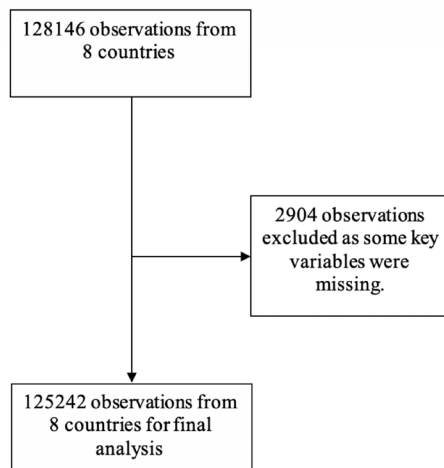 128146 observations from
8 countries
2904 observations
excluded as some key
variables were
missing.
125242 observations from
8 countries for final
analysis